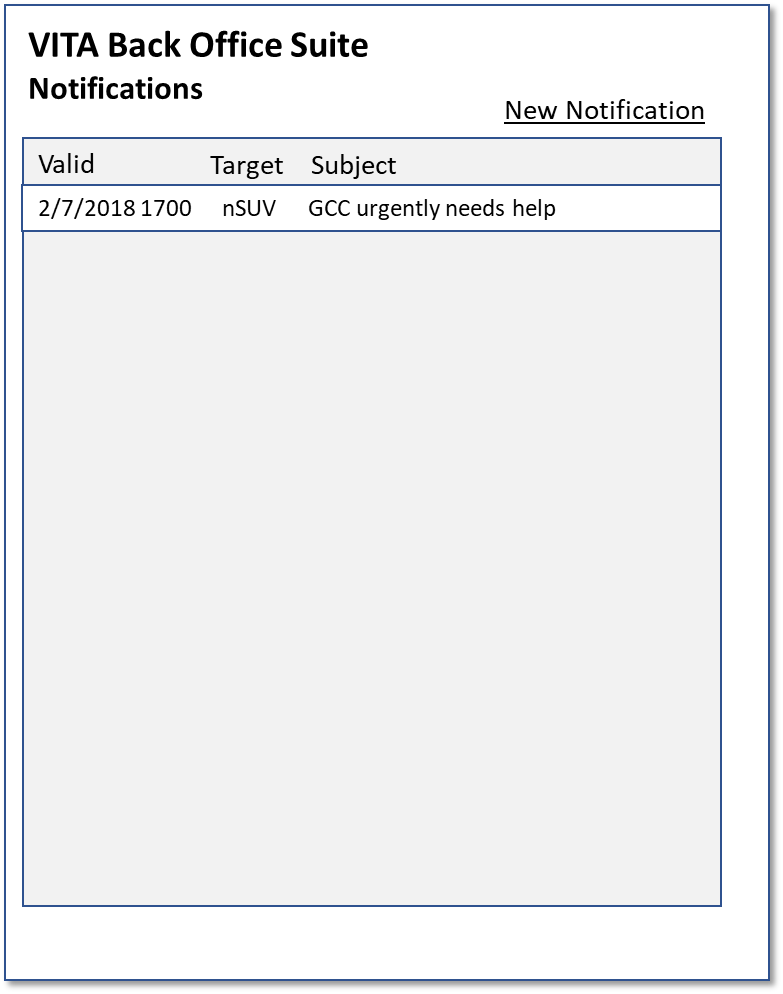 VITA Back Office Suite
Notifications
New Notification
Valid Target Subject
2/7/2018 1700 nSUV GCC urgently needs help